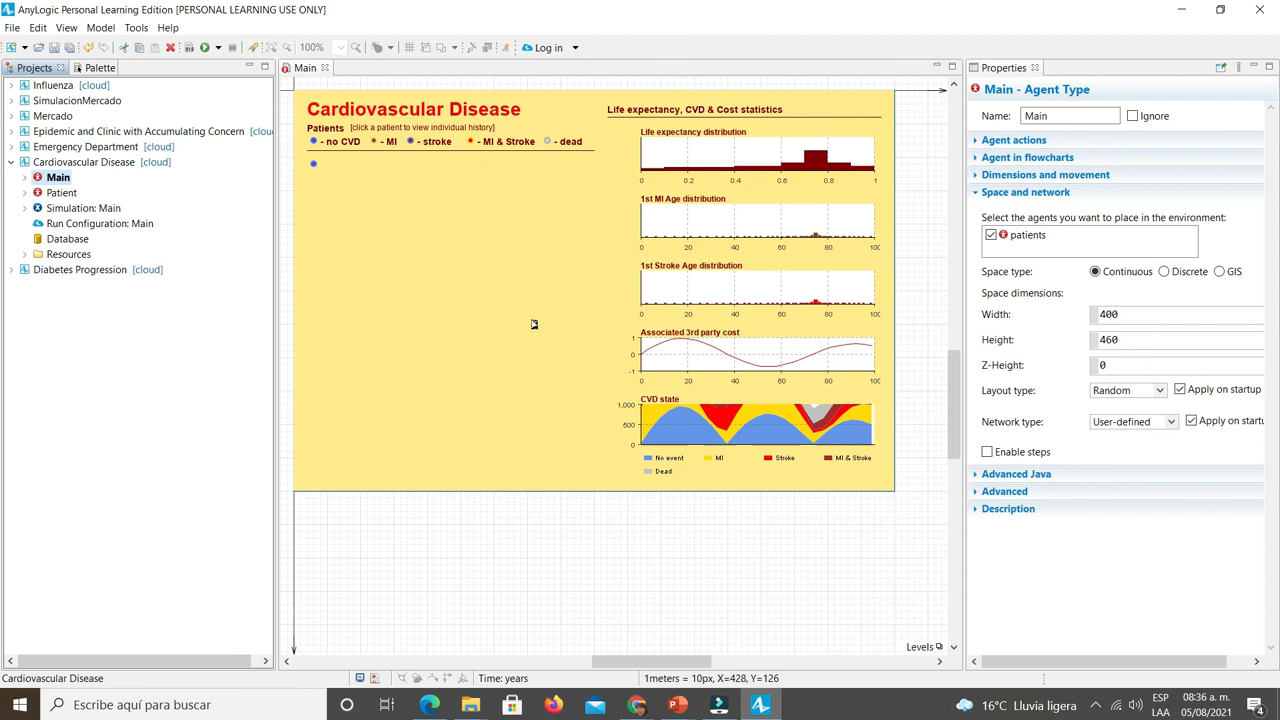 AnyLogic Personal Learning Edition [PERSONAL LEARNING USE ONLY]
File Edit View Model Tools Help
100% Log in
Projects Palette
Influenza [cloud]
SimulacionMercado
Mercado
Epidemic and Clinic with Accumulating Concern [clou
Emergency Department [cloud]
Cardiovascular Disease [cloud]
Main
Patient
Simulation: Main
Run Configuration: Main
Database
Resources
Diabetes Progression [cloud]
Main
Cardiovascular Disease
Patients [click a patient to view individual history]
- no CVD - MI - stroke - MI & Stroke - dead
Life expectancy, CVD & Cost statistics
Life expectancy distribution
0 0.2 0.4 0.6 0.8 1
1st MI Age distribution
0 20 40 60 80 100
1st Stroke Age distribution
0 20 40 60 80 100
Associated 3rd party cost
1
0
-1
0 20 40 60 80 100
CVD state
1,000
500
0
No event MI Stroke MI & Stroke
Dead
Levels
Properties
Main - Agent Type
Name: Main Ignore
Agent actions
Agent in flowcharts
Dimensions and movement
Space and network
Select the agents you want to place in the environment:
patients
Space type: Continuous Discrete GIS
Space dimensions:
Width: 400
Height: 460
Z-Height: 0
Layout type: Random Apply on startup
Network type: User-defined Apply on startu
Enable steps
Advanced Java
Advanced
Description
Cardiovascular Disease Time: years 1meters = 10px, X=428, Y=126
Escribe aquí para buscar
16°C Lluvia ligera
ESP
LAA
08:36 a. m.
05/08/2021
4